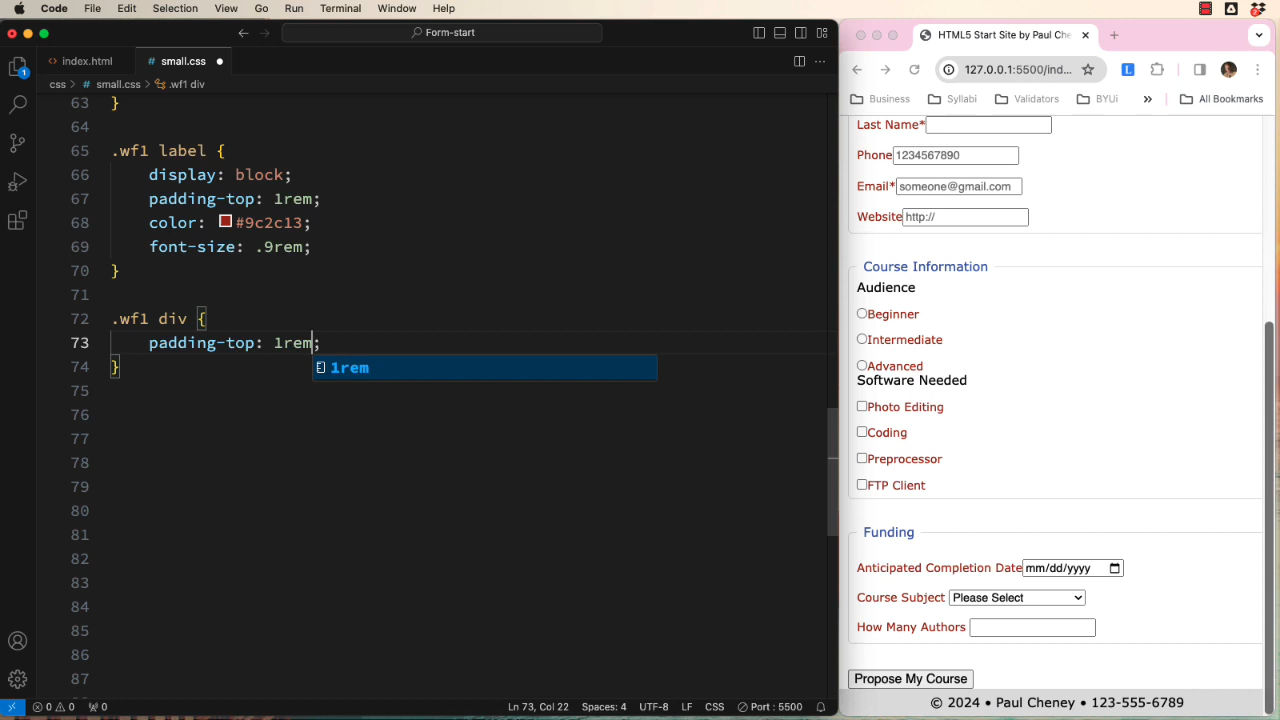 Code File Edit Selection View Go Run Terminal Window Help
Form-start
index.html small.css
css > small.css > .wf1 div
63 }
64
65 .wf1 label {
66 display: block;
67 padding-top: 1rem;
68 color: #9c2c13;
69 font-size: .9rem;
70 }
71
72 .wf1 div {
73 padding-top: 1rem;
1rem
74 }
75
76
77
78
79
80
81
82
83
84
85
86
87
0 0 0
Ln 73, Col 22 Spaces: 4 UTF-8 LF CSS Port : 5500
HTML5 Start Site by Paul Cheney
127.0.0.1:5500/ind...
Business Syllabi Validators BYUi » All Bookmarks
Last Name*
Phone 1234567890
Email* someone@gmail.com
Website http://
Course Information
Audience
Beginner
Intermediate
Advanced
Software Needed
Photo Editing
Coding
Preprocessor
FTP Client
Funding
Anticipated Completion Date mm/dd/yyyy
Course Subject Please Select
How Many Authors
Propose My Course
© 2024 • Paul Cheney • 123-555-6789